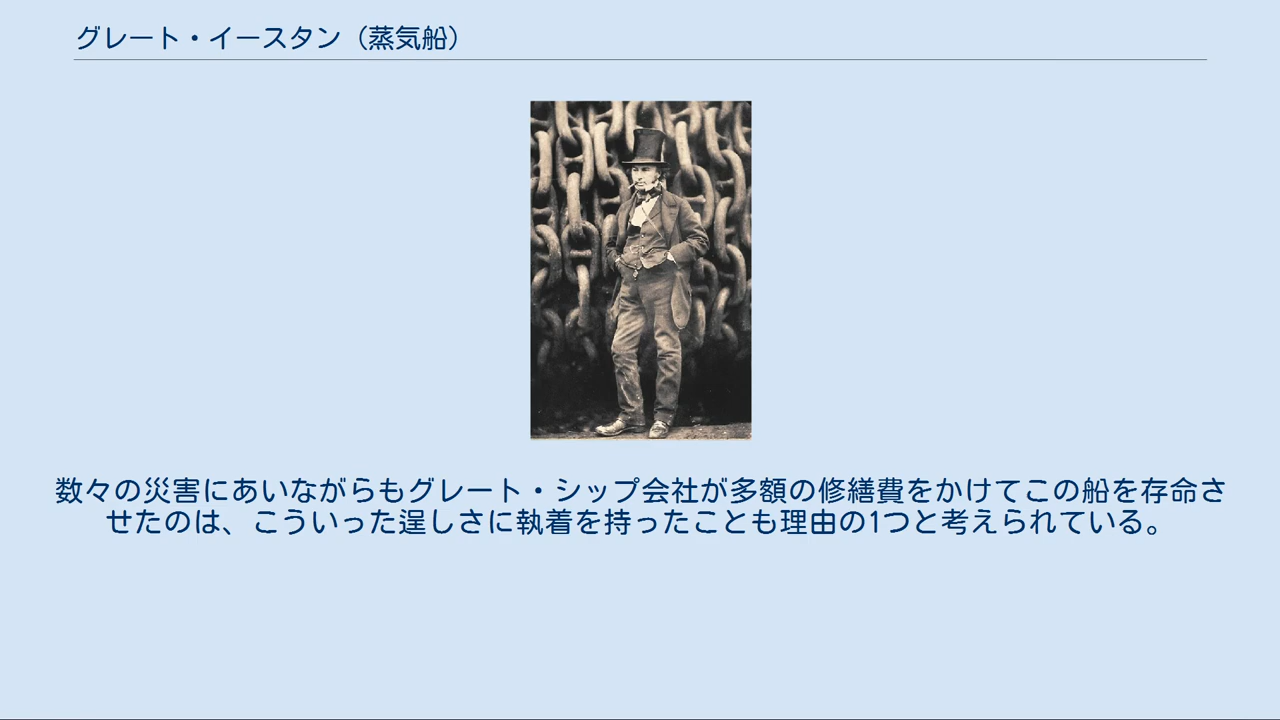 グレート・イースタン（蒸気船）
数々の災害にあいながらもグレート・シップ会社が多額の修繕費をかけてこの船を存命さ
せたのは、こういった逞しさに執着を持ったことも理由の1つと考えられている。